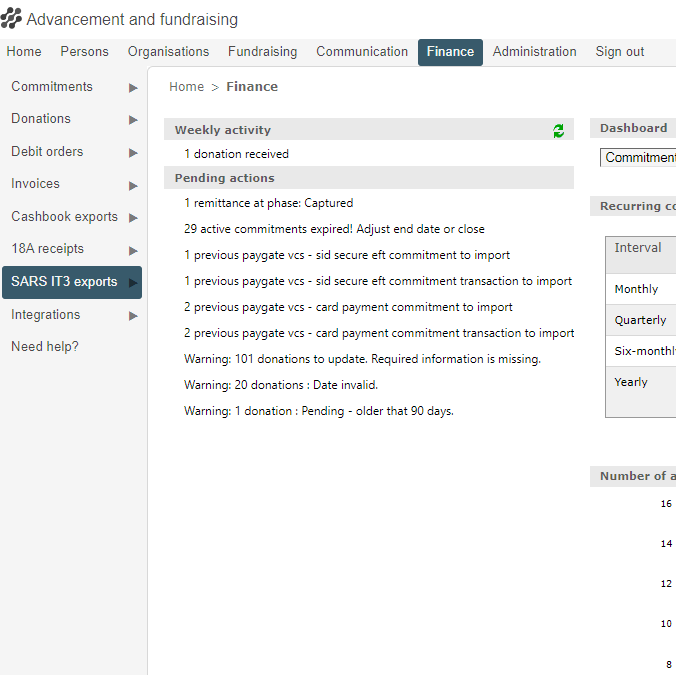 Advancement and fundraising
Home Persons Organisations Fundraising Communication Finance Administration Sign out
Commitments
Donations
Debit orders
Invoices
Cashbook exports
18A receipts
SARS IT3 exports
Integrations
Need help?
Home > Finance
Weekly activity
1 donation received
Pending actions
1 remittance at phase: Captured
29 active commitments expired! Adjust end date or close
1 previous paygate vcs - sid secure eft commitment to import
1 previous paygate vcs - sid secure eft commitment transaction to import
2 previous paygate vcs - card payment commitment to import
2 previous paygate vcs - card payment commitment transaction to import
Warning: 101 donations to update. Required information is missing.
Warning: 20 donations : Date invalid.
Warning: 1 donation : Pending - older that 90 days.
Dashboard
Commitment
Recurring co
Interval
Monthly
Quarterly
Six-monthl
Yearly
Number of a
16
14
12
10
8